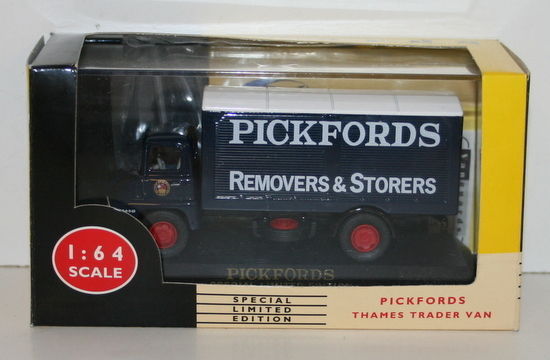 PICKFORDS
REMOVERS & STORERS
1:64
SCALE
PICKFORDS
SPECIAL
LIMITED
EDITION
PICKFORDS
THAMES TRADER VAN